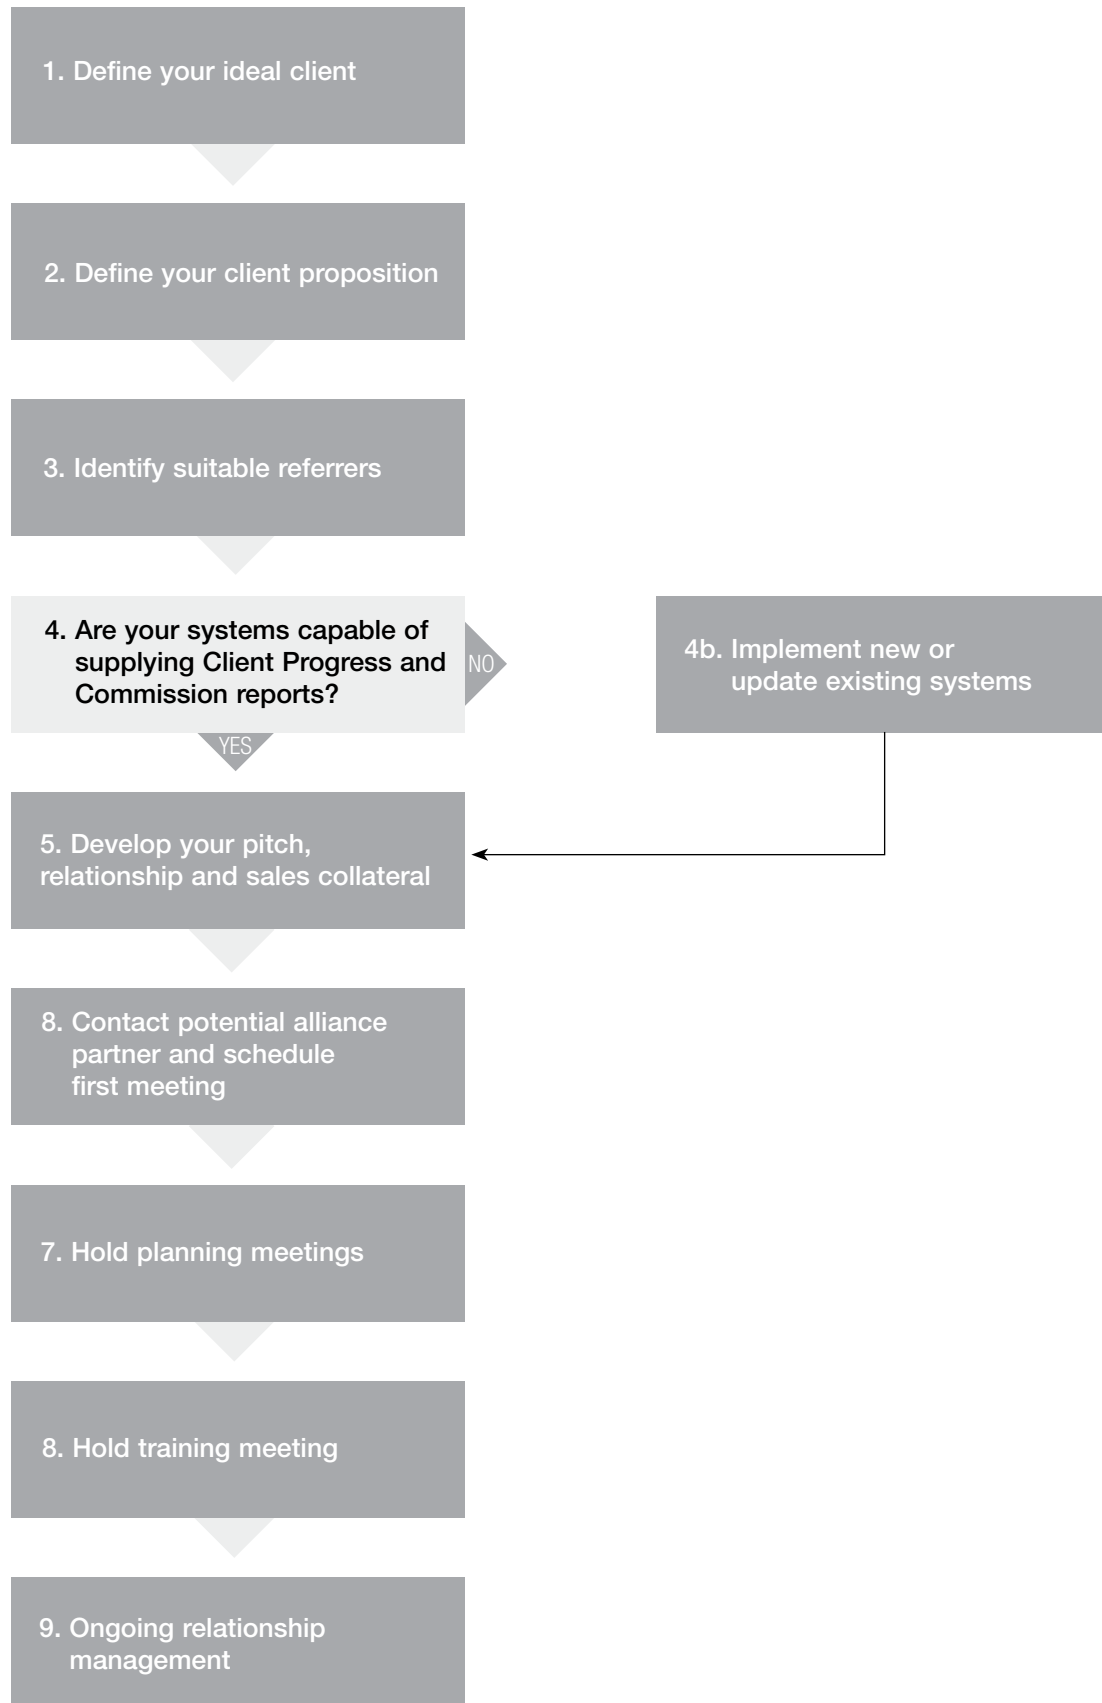 1. Define your ideal client
2. Define your client proposition
3. Identify suitable referrers
4. Are your systems capable of
supplying Client Progress and
Commission reports?
NO
4b. Implement new or
update existing systems
YES
5. Develop your pitch,
relationship and sales collateral
8. Contact potential alliance
partner and schedule
first meeting
7. Hold planning meetings
8. Hold training meeting
9. Ongoing relationship
management